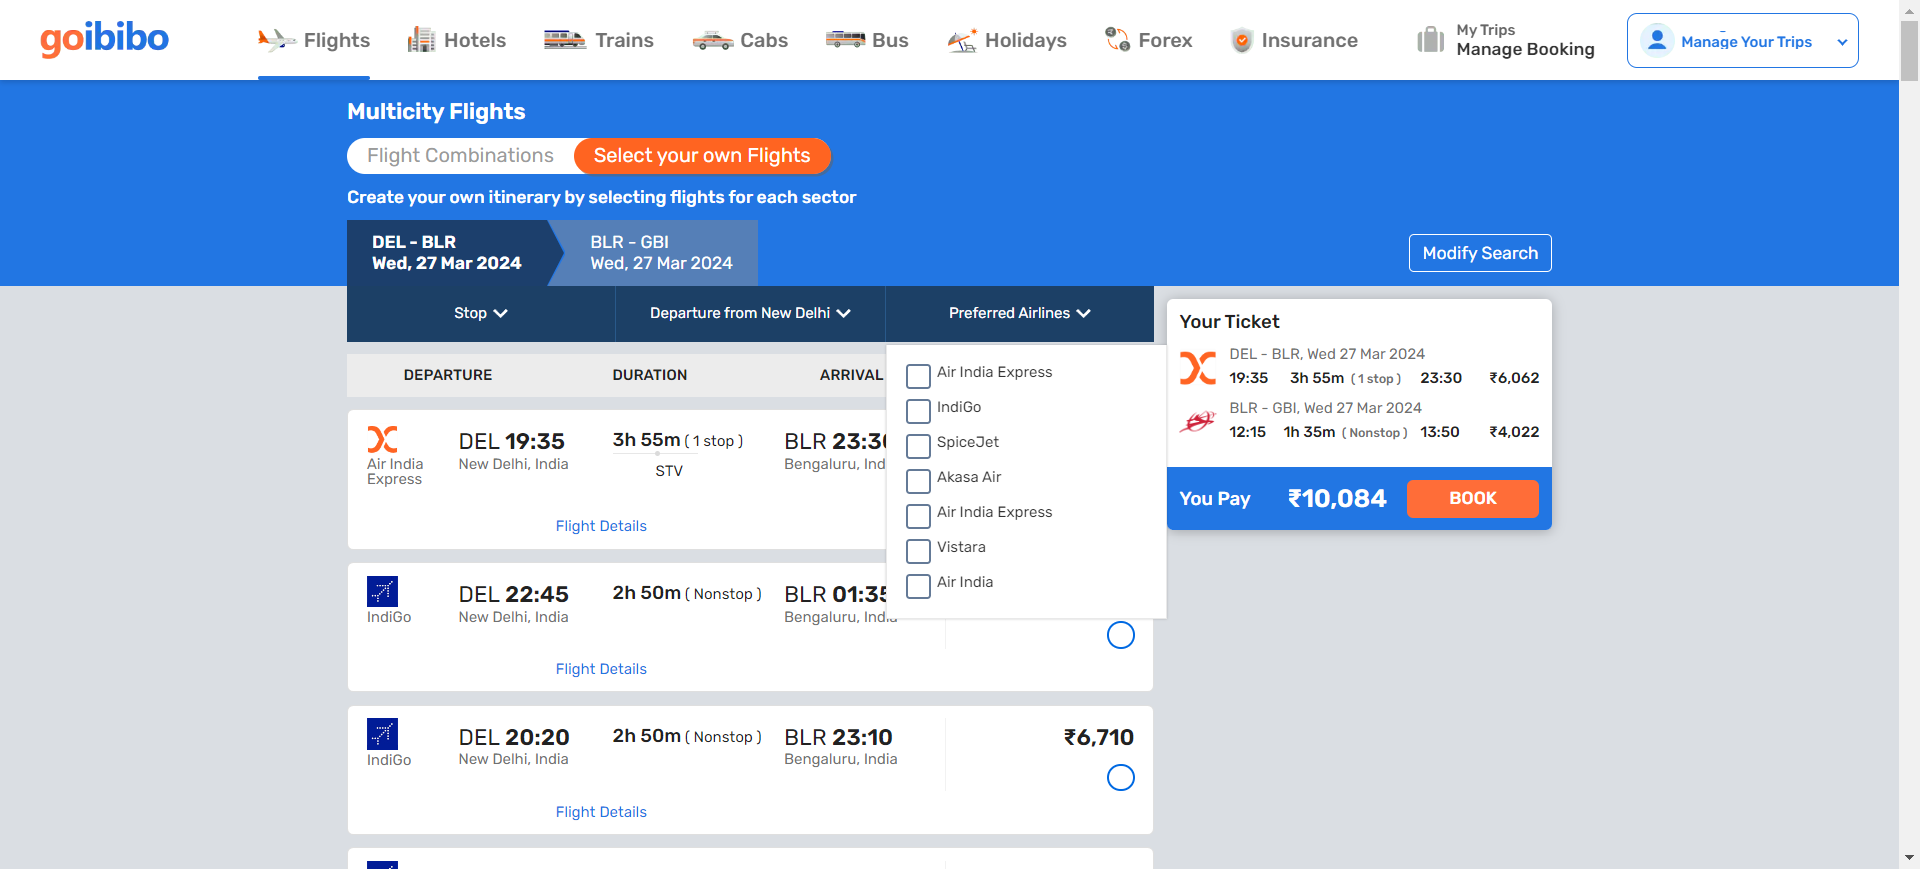 goibibo
Flights
Hotels
Trains
Cabs
Bus
Holidays
Forex
Insurance
My Trips
Manage Booking
Manage Your Trips
Multicity Flights
Flight Combinations
Select your own Flights
Create your own itinerary by selecting flights for each sector
DEL - BLR
Wed, 27 Mar 2024
BLR - GBI
Wed, 27 Mar 2024
Modify Search
Stop
Departure from New Delhi
Preferred Airlines
DEPARTURE
DURATION
ARRIVAL
Air India Express
IndiGo
SpiceJet
Akasa Air
Air India Express
Vistara
Air India
Air India
Express
DEL 19:35
New Delhi, India
3h 55m ( 1 stop )
STV
BLR 23:30
Bengaluru, Ind
Flight Details
IndiGo
DEL 22:45
New Delhi, India
2h 50m ( Nonstop )
BLR 01:35
Bengaluru, India
Flight Details
IndiGo
DEL 20:20
New Delhi, India
2h 50m ( Nonstop )
BLR 23:10
Bengaluru, India
₹6,710
Flight Details
Your Ticket
DEL - BLR, Wed 27 Mar 2024
19:35 3h 55m ( 1 stop ) 23:30 ₹6,062
BLR - GBI, Wed 27 Mar 2024
12:15 1h 35m ( Nonstop ) 13:50 ₹4,022
You Pay
₹10,084
BOOK